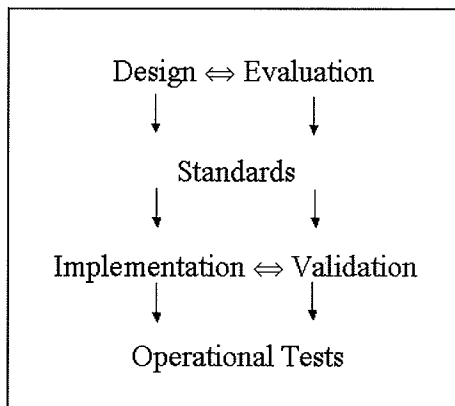 Design ⇔ Evaluation
Standards
Implementation ⇔ Validation
Operational Tests